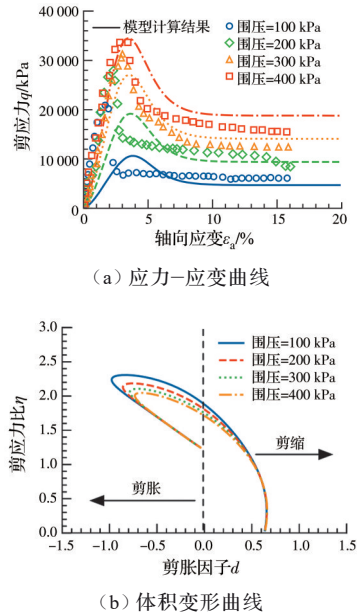 40 000
30 000
20 000
10 000
0
剪应力q/kPa
模型计算结果
围压=100 kPa
围压=200 kPa
围压=300 kPa
围压=400 kPa
0 5 10 15 20
轴向应变εa/%
(a) 应力-应变曲线
3.0
2.5
2.0
1.5
1.0
0.5
0.0
剪应力比η
围压=100 kPa
围压=200 kPa
围压=300 kPa
围压=400 kPa
剪缩
剪胀
-1.5 -1.0 -0.5 0.0 0.5 1.0 1.5
剪胀因子d
(b) 体积变形曲线